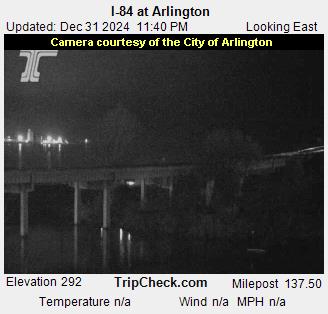 I-84 at Arlington
Updated: Dec 31 2024 11:40 PM Looking East
Camera courtesy of the City of Arlington
Elevation 292 TripCheck.com Milepost 137.50
Temperature n/a Wind n/a MPH n/a